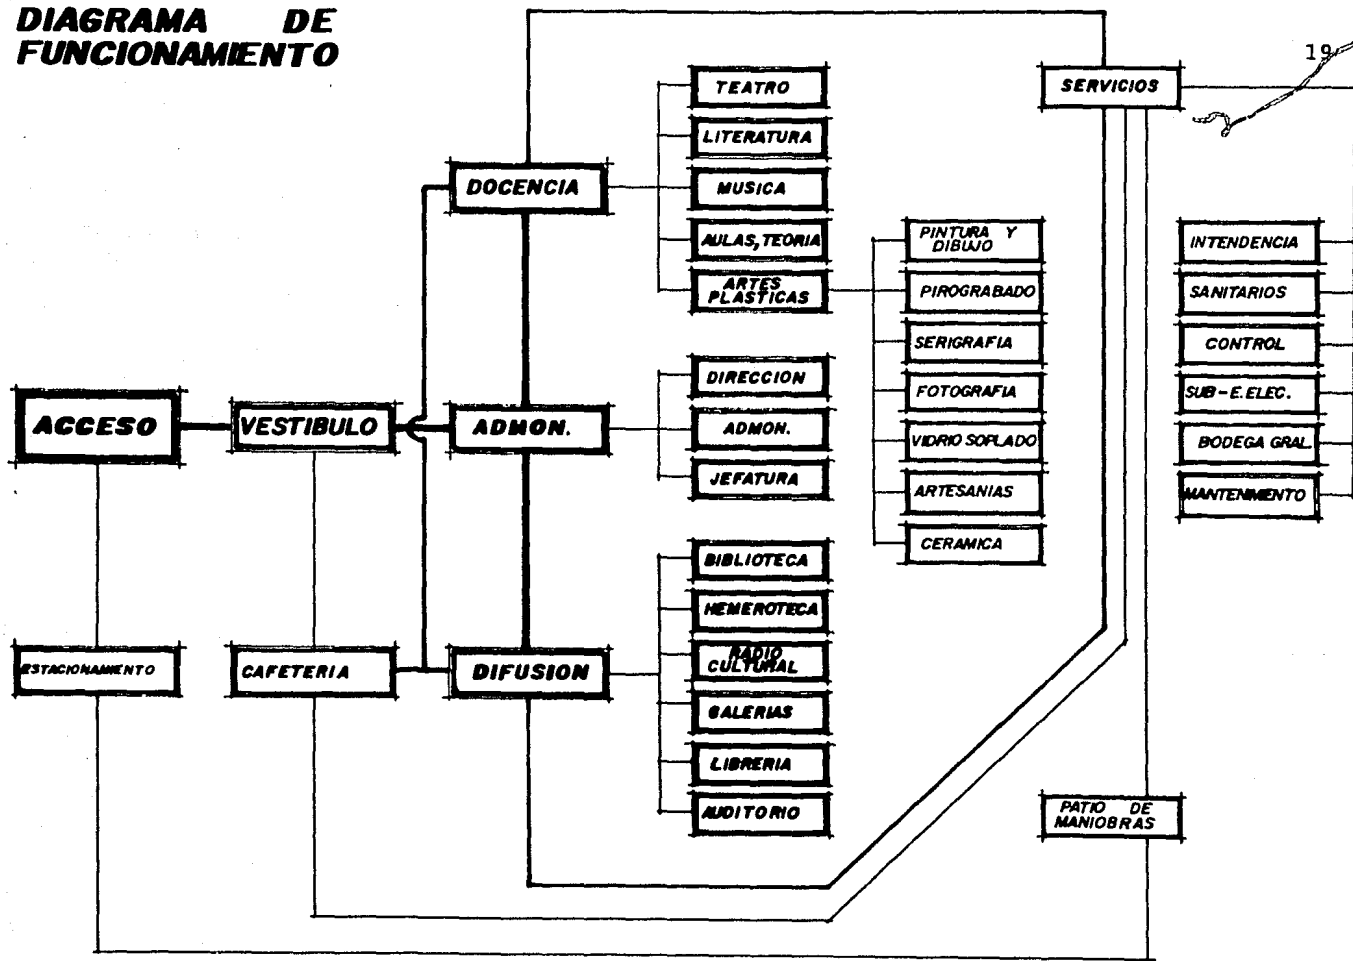 DIAGRAMA DE
FUNCIONAMIENTO
19
SERVICIOS
TEATRO
LITERATURA
DOCENCIA
MUSICA
AULAS, TEORIA
ARTES
PLASTICAS
PINTURA Y
DIBUJO
PIROGRABADO
SERIGRAFIA
FOTOGRAFIA
VIDRIO SOPLADO
ARTESANIAS
CERAMICA
INTENDENCIA
SANITARIOS
CONTROL
SUB-E.ELEC.
BODEGA GRAL.
MANTENIMIENTO
ACCESO
VESTIBULO
ADMON.
DIRECCION
ADMON.
JEFATURA
BIBLIOTECA
HEMEROTECA
RADIO
CULTURAL
GALERIAS
LIBRERIA
AUDITORIO
ESTACIONAMIENTO
CAFETERIA
DIFUSION
PATIO DE
MANIOBRAS